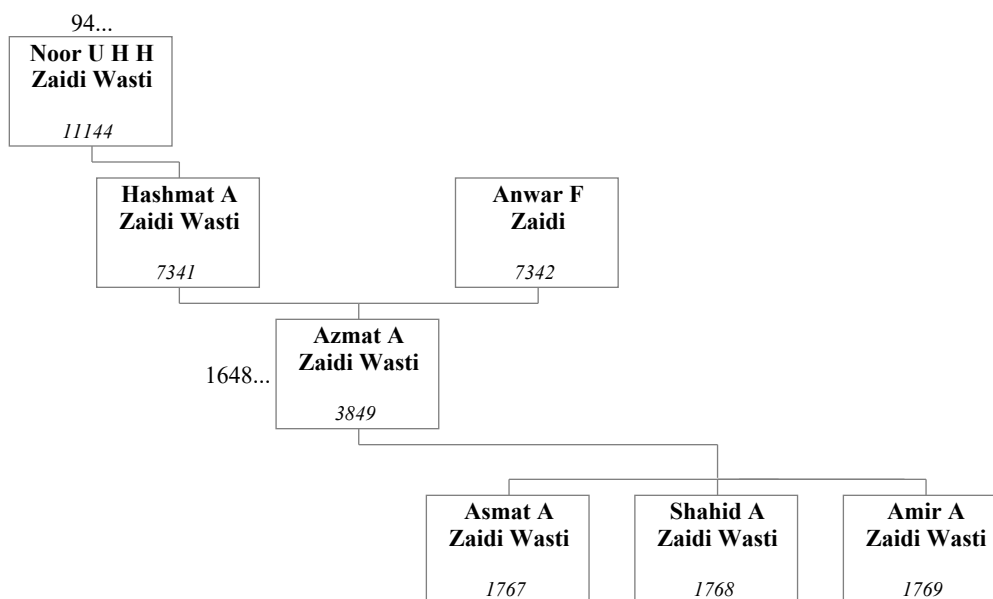 94...
Noor U H H
Zaidi Wasti
11144
Hashmat A
Zaidi Wasti
7341
Anwar F
Zaidi
7342
1648...
Azmat A
Zaidi Wasti
3849
Asmat A
Zaidi Wasti
1767
Shahid A
Zaidi Wasti
1768
Amir A
Zaidi Wasti
1769